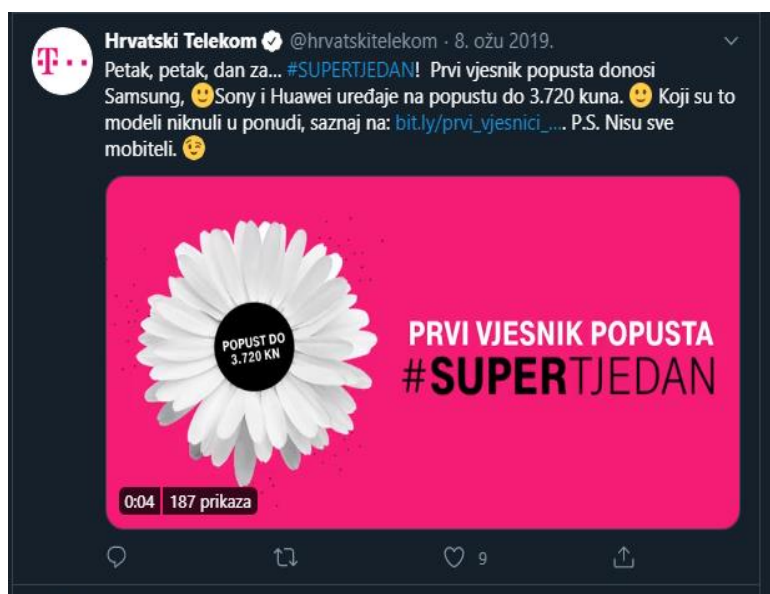 T
Hrvatski Telekom @hrvatskitelekom · 8. ožu 2019.
Petak, petak, dan za... #SUPERTJEDAN! Prvi vjesnik popusta donosi
Samsung, 🙂Sony i Huawei uređaje na popustu do 3.720 kuna. 🙂 Koji su to
modeli niknuli u ponudi, saznaj na: bit.ly/prvi_vjesnici_.... P.S. Nisu sve
mobiteli. 😉
POPUST DO
3.720 KN
PRVI VJESNIK POPUSTA
#SUPERTJEDAN
0:04 187 prikaza
9